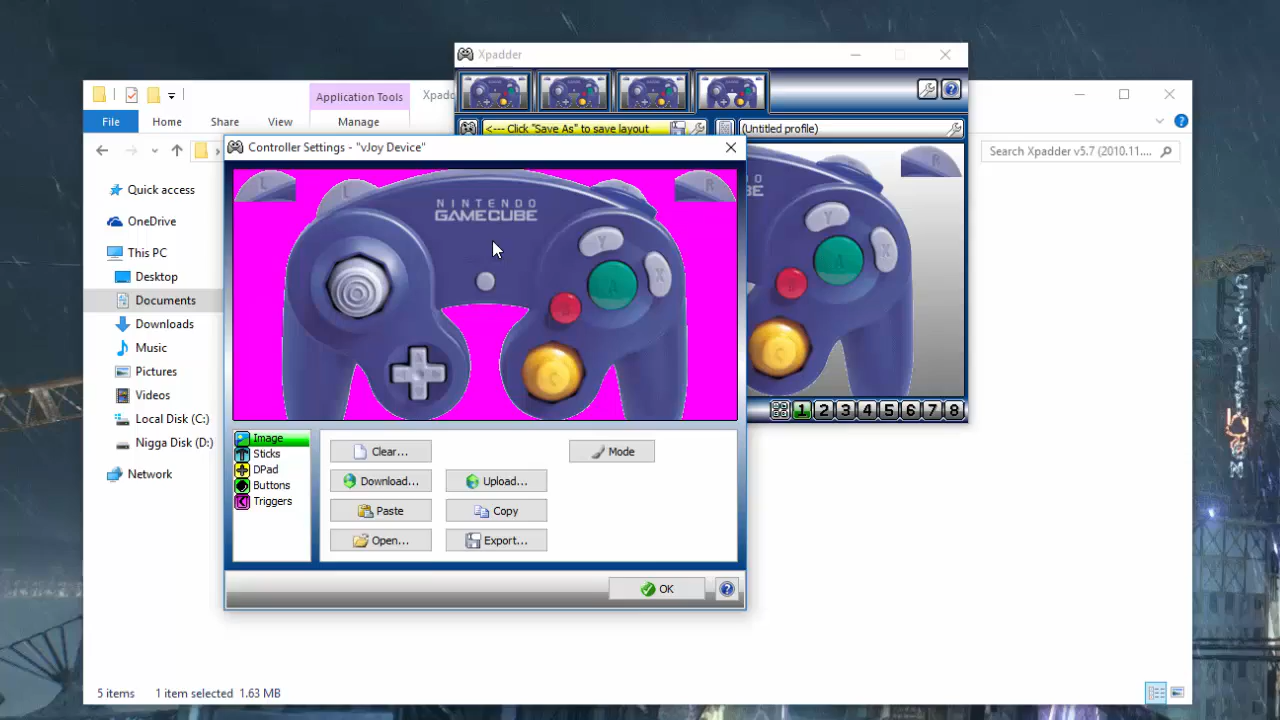 Xpadder
Application Tools
Xpadd
File
Home
Share
View
Manage
<--- Click "Save As" to save layout
(Untitled profile)
Controller Settings - "vJoy Device"
Search Xpadder v5.7 (2010.11....
Quick access
OneDrive
This PC
Desktop
Documents
Downloads
Music
Pictures
Videos
Local Disk (C:)
Nigga Disk (D:)
Network
L
L
R
NINTENDO
GAMECUBE
Y
X
A
B
C
R
Y
X
A
B
C
1 2 3 4 5 6 7 8
Image
Sticks
DPad
Buttons
Triggers
Clear...
Mode
Download...
Upload...
Paste
Copy
Open...
Export...
OK
5 items
1 item selected 1.63 MB